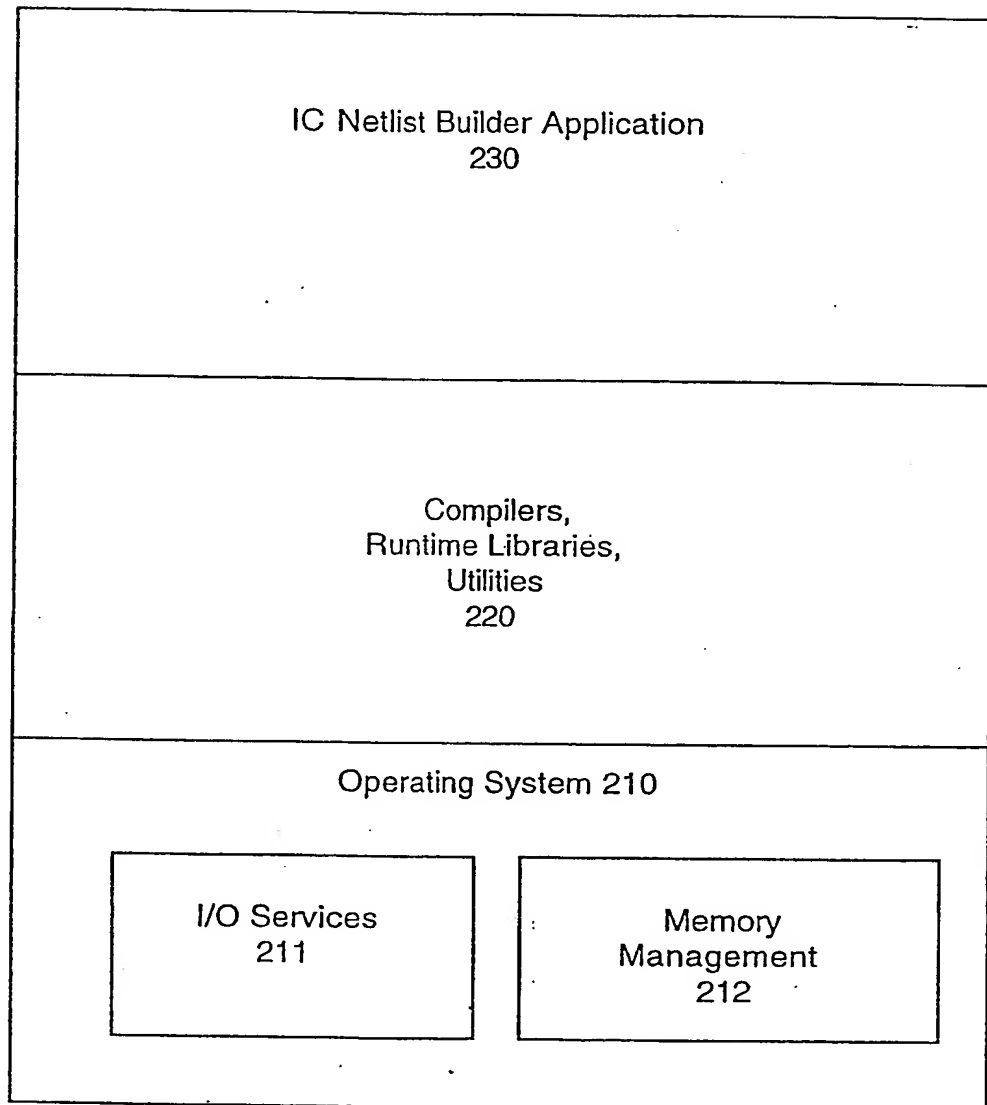 IC Netlist Builder Application
230
Compilers,
Runtime Libraries,
Utilities
220
Operating System 210
I/O Services
211
Memory
Management
212